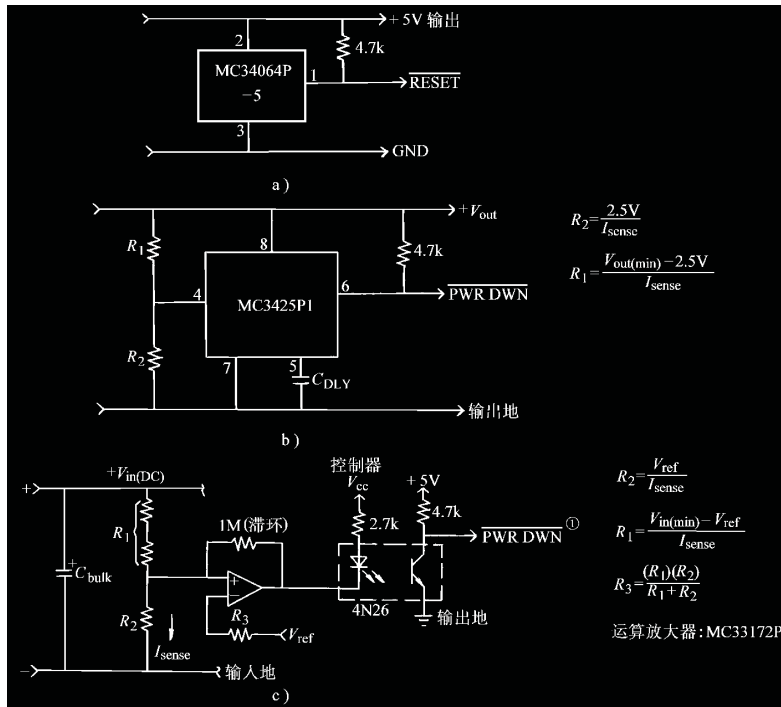 +5V 输出
2
4.7k
MC34064P
-5
1
RESET
3
GND
a)
+Vout
R1
8
4.7k
4
MC3425P1
6
PWR DWN
R2
7
5
CDLY
输出地
b)
R2=2.5V/Isense
R1=Vout(min)-2.5V/Isense
+Vin(DC)
+
R1
+
Cbulk
R2
Isense
-
输入地
1M(滞环)
+
-
R3
Vref
控制器
Vcc
2.7k
4N26
+5V
4.7k
PWR DWN①
输出地
c)
R2=Vref/Isense
R1=Vin(min)-Vref/Isense
R3=(R1)(R2)/R1+R2
运算放大器:MC33172P